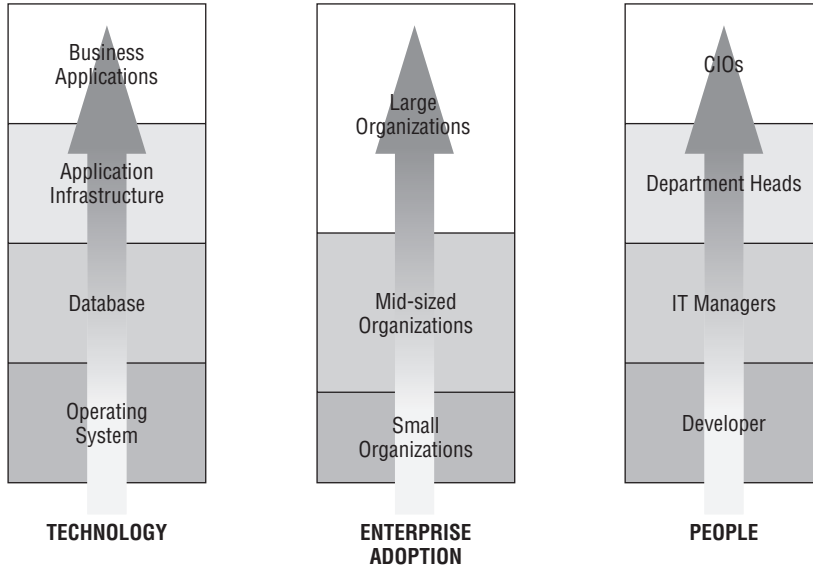 Business
Applications
Application
Infrastructure
Database
Operating
System
TECHNOLOGY
Large
Organizations
Mid-sized
Organizations
Small
Organizations
ENTERPRISE
ADOPTION
CIOs
Department Heads
IT Managers
Developer
PEOPLE